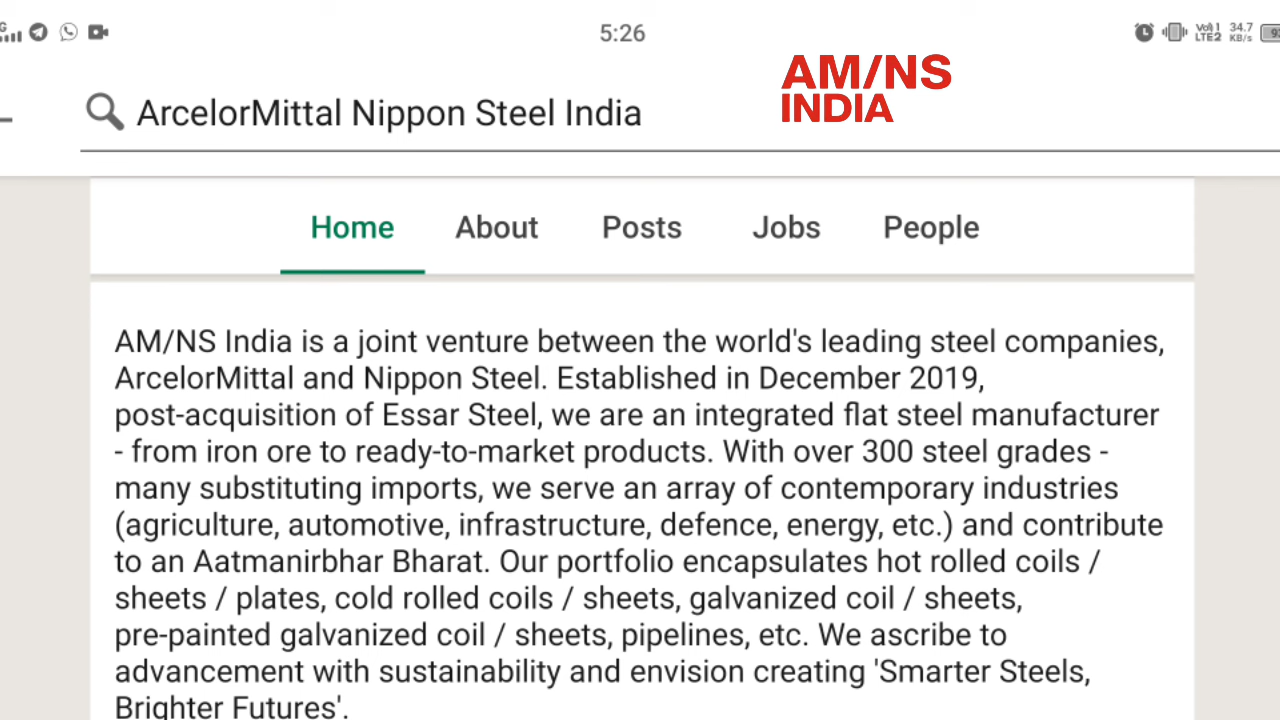 5:26
Vol) 1
LTE2
34.7
KB/s
AM/NS
INDIA
ArcelorMittal Nippon Steel India
Home About Posts Jobs People
AM/NS India is a joint venture between the world's leading steel companies,
ArcelorMittal and Nippon Steel. Established in December 2019,
post-acquisition of Essar Steel, we are an integrated flat steel manufacturer
- from iron ore to ready-to-market products. With over 300 steel grades -
many substituting imports, we serve an array of contemporary industries
(agriculture, automotive, infrastructure, defence, energy, etc.) and contribute
to an Aatmanirbhar Bharat. Our portfolio encapsulates hot rolled coils /
sheets / plates, cold rolled coils / sheets, galvanized coil / sheets,
pre-painted galvanized coil / sheets, pipelines, etc. We ascribe to
advancement with sustainability and envision creating 'Smarter Steels,
Brighter Futures'.